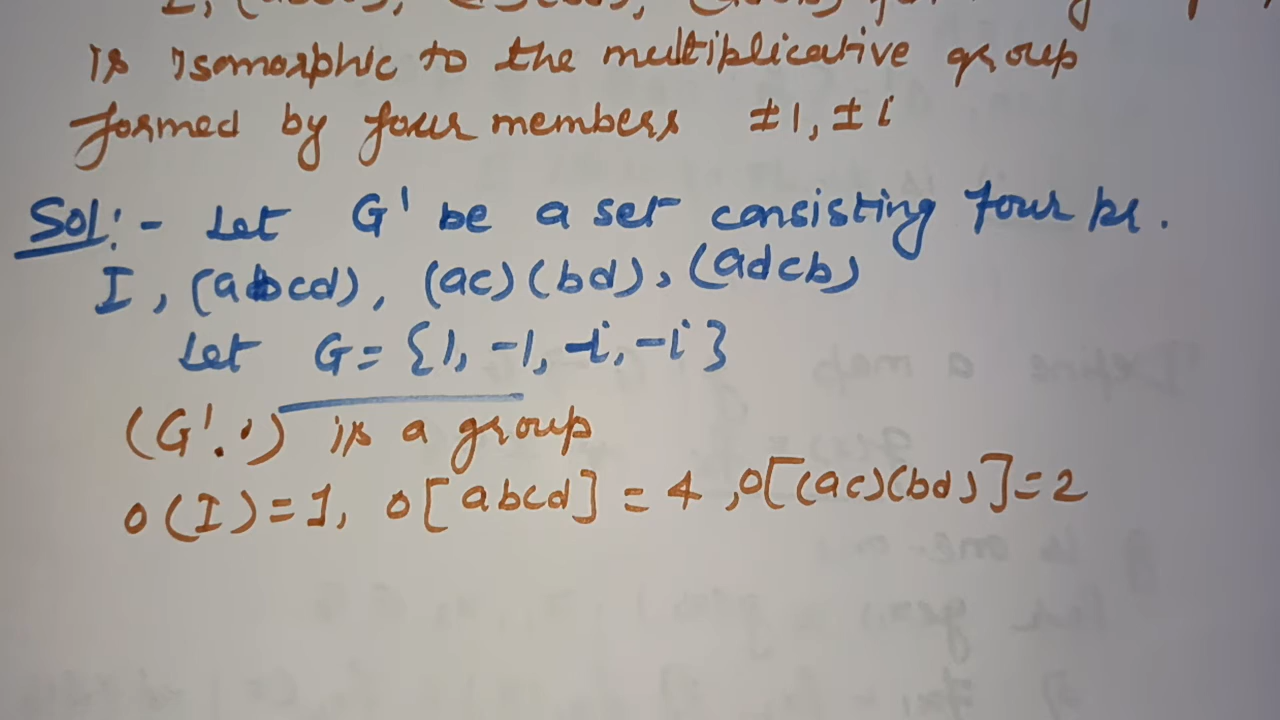 is isomorphic to the multiplicative group
formed by four members ±1, ±i
Sol:- Let G' be a set consisting four
I, (abcd), (ac)(bd), (adcb)
Let G = {1, -1, -i, -i}
(G'.') is a group
o(I)=1, o[abcd] = 4, o[(ac)(bd)]=2